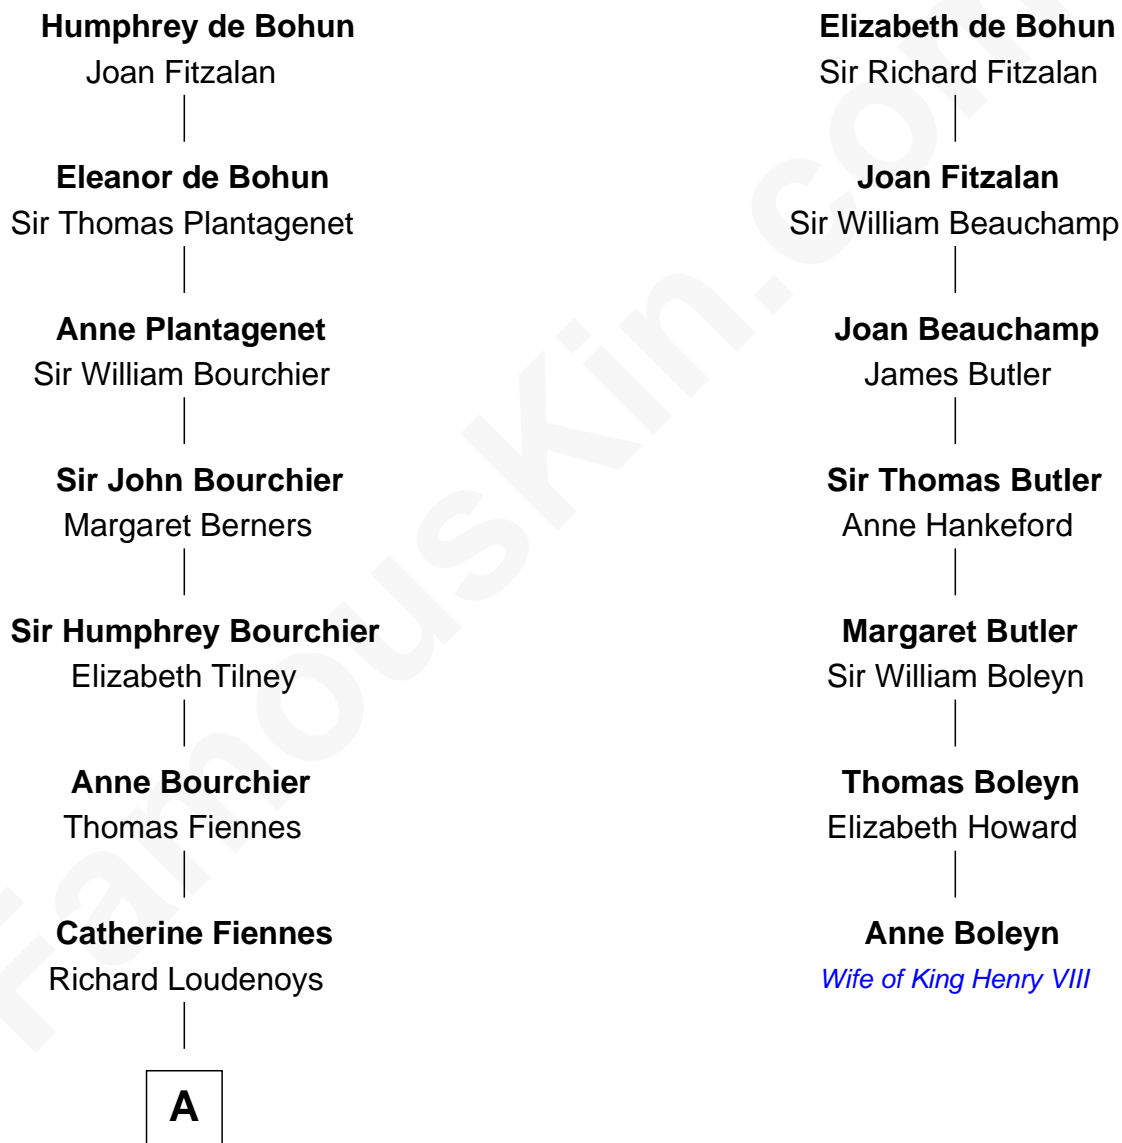 Humphrey de Bohun
Joan Fitzalan
Eleanor de Bohun
Sir Thomas Plantagenet
Anne Plantagenet
Sir William Bourchier
Sir John Bourchier
Margaret Berners
Sir Humphrey Bourchier
Elizabeth Tilney
Anne Bourchier
Thomas Fiennes
Catherine Fiennes
Richard Loudenoys
A
Elizabeth de Bohun
Sir Richard Fitzalan
Joan Fitzalan
Sir William Beauchamp
Joan Beauchamp
James Butler
Sir Thomas Butler
Anne Hankeford
Margaret Butler
Sir William Boleyn
Thomas Boleyn
Elizabeth Howard
Anne Boleyn
Wife of King Henry VIII
FamousKin.com